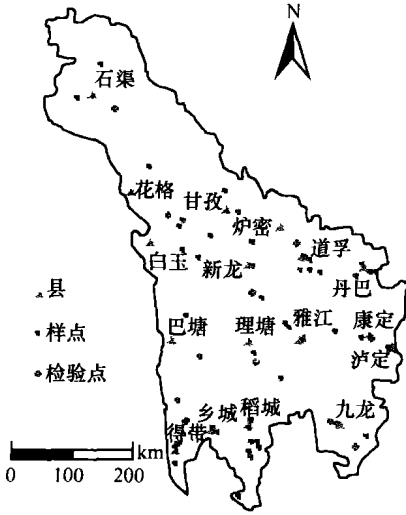 N
石渠
花格
甘孜
炉密
道孚
白玉
新龙
丹巴
县
样点
检验点
巴塘
理塘
雅江
康定
泸定
乡城
稻城
九龙
得带
km
0 100 200